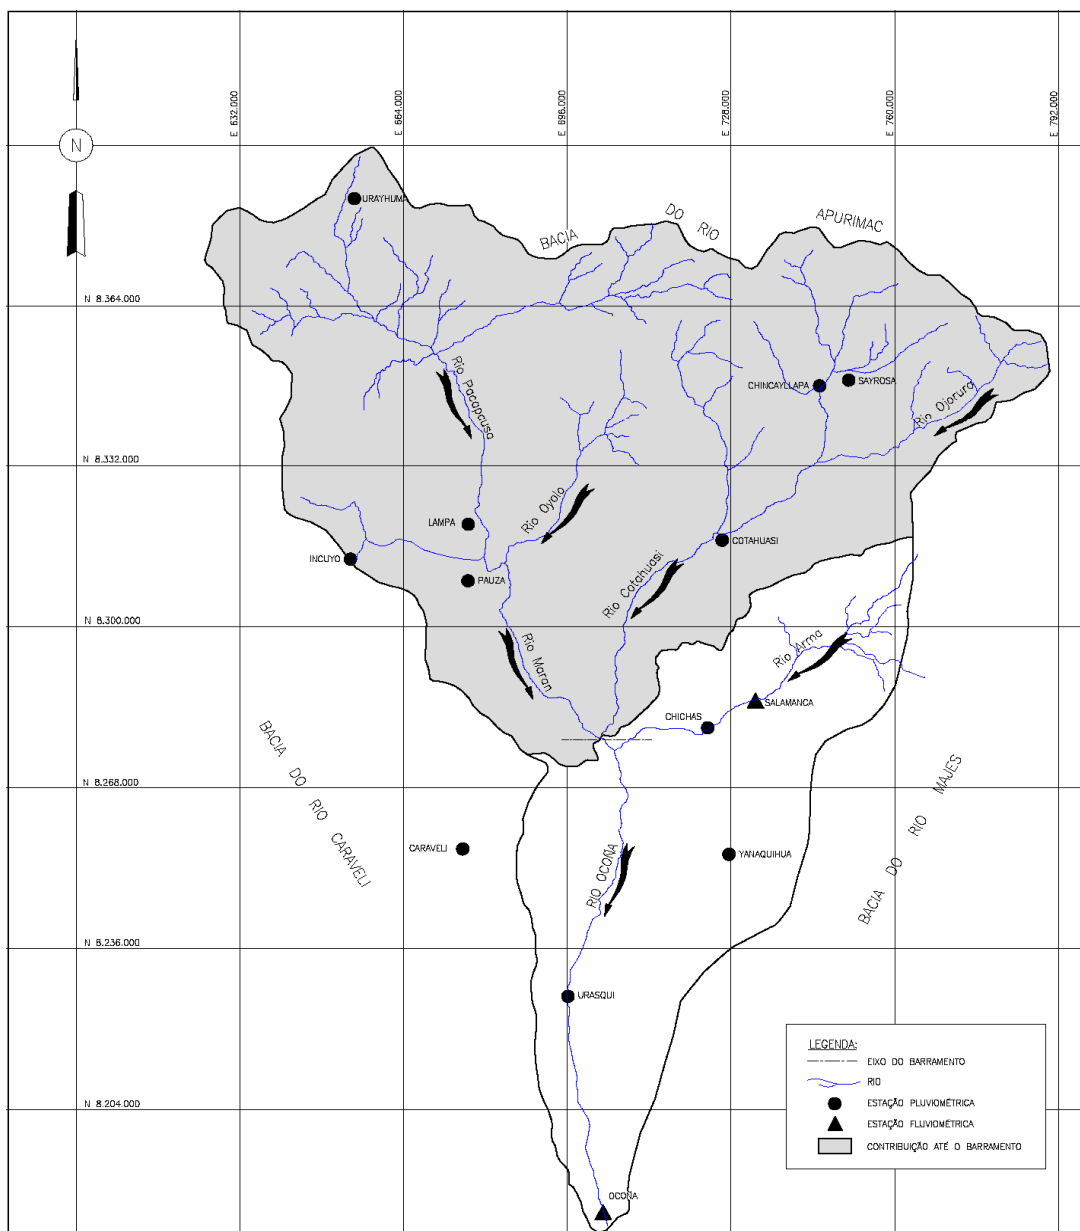 E 632.000
E 664.000
E 696.000
E 728.000
E 760.000
E 792.000
N
URAYHUMA
BACIA DO RIO APURIMAC
N 8.364.000
Rio Pacapausa
CHINCAYLLAPA
SAYROSA
Rio Ojoruro
N 8.332.000
Rio Oyolo
LAMPA
COTAHUASI
INCUYO
Rio Cotahuasi
PAUZA
N 8.300.000
Rio Maran
Rio Arma
SALAMANCA
CHICHAS
BACIA DO RIO CARAVELI
N 8.268.000
BACIA DO RIO MAJES
CARAVELI
YANAQUIHUA
RIO OCOÑA
N 8.236.000
URASQUI
LEGENDA:
EIXO DO BARRAMENTO
RIO
ESTAÇÃO PLUVIOMÉTRICA
N 8.204.000
ESTAÇÃO FLUVIOMÉTRICA
CONTRIBUIÇÃO ATÉ O BARRAMENTO
OCOÑA